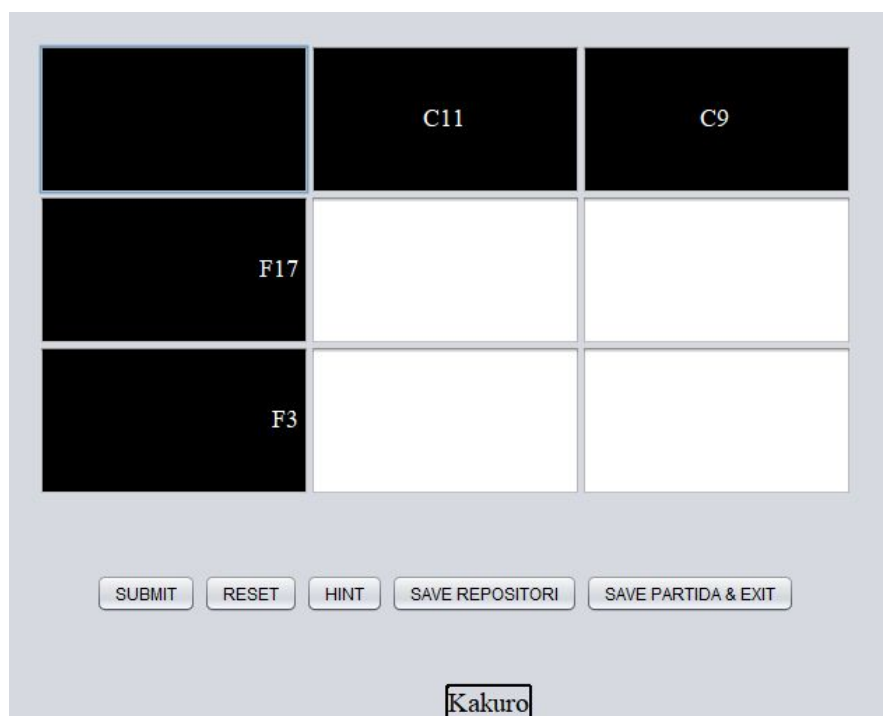 C11 C9
F17
F3
SUBMIT RESET HINT SAVE REPOSITORI SAVE PARTIDA & EXIT
Kakuro